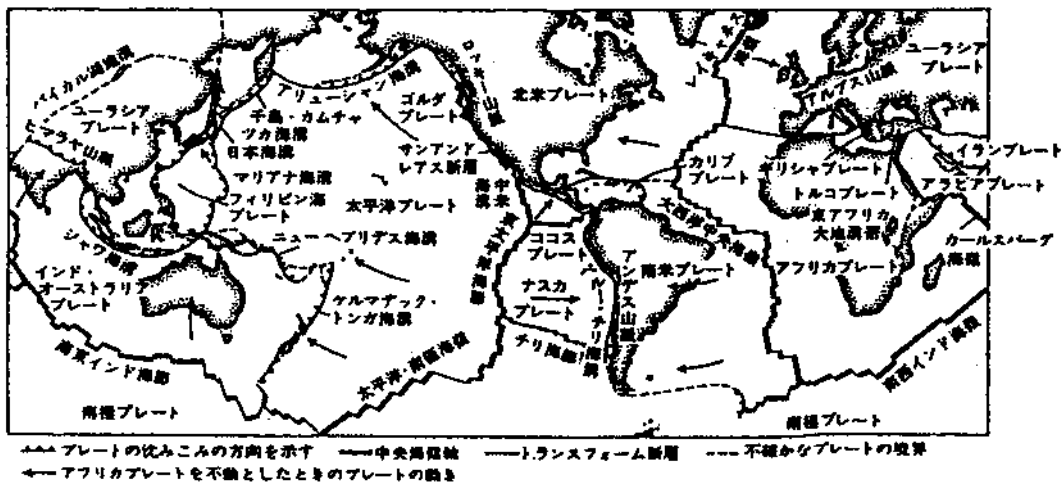 バイカル湖
ユーラシア
プレート
ヒマラヤ山脈
アリューシャン海溝
千島・カムチャ
ツカ海溝
日本海溝
マリアナ海溝
フィリピン海
プレート
ジャワ海溝
インド・
オーストラリア
プレート
南東インド海嶺
南極プレート
ゴルダ
プレート
サンアンド
レアス断層
太平洋プレート
ニューヘブリデス海溝
ケルマデック・
トンガ海溝
太平洋・南極海嶺
ロッキー山脈
北米プレート
中米
海溝
東太平洋海嶺
ココス
プレート
ナスカ
プレート
チリ海嶺
ペルー・チリ海溝
アンデス山脈
南米プレート
カリブ
プレート
大西洋中央海嶺
レイキャネス
海嶺
ユーラシア
プレート
アルプス山脈
ギリシャプレート
トルコプレート
イランプレート
アラビアプレート
東アフリカ
大地溝帯
アフリカプレート
カールスバーグ
海嶺
南西インド海嶺
南極プレート
プレートの沈みこみの方向を示す
中央海嶺軸
トランスフォーム断層
不確かなプレートの境界
アフリカプレートを不動としたときのプレートの動き